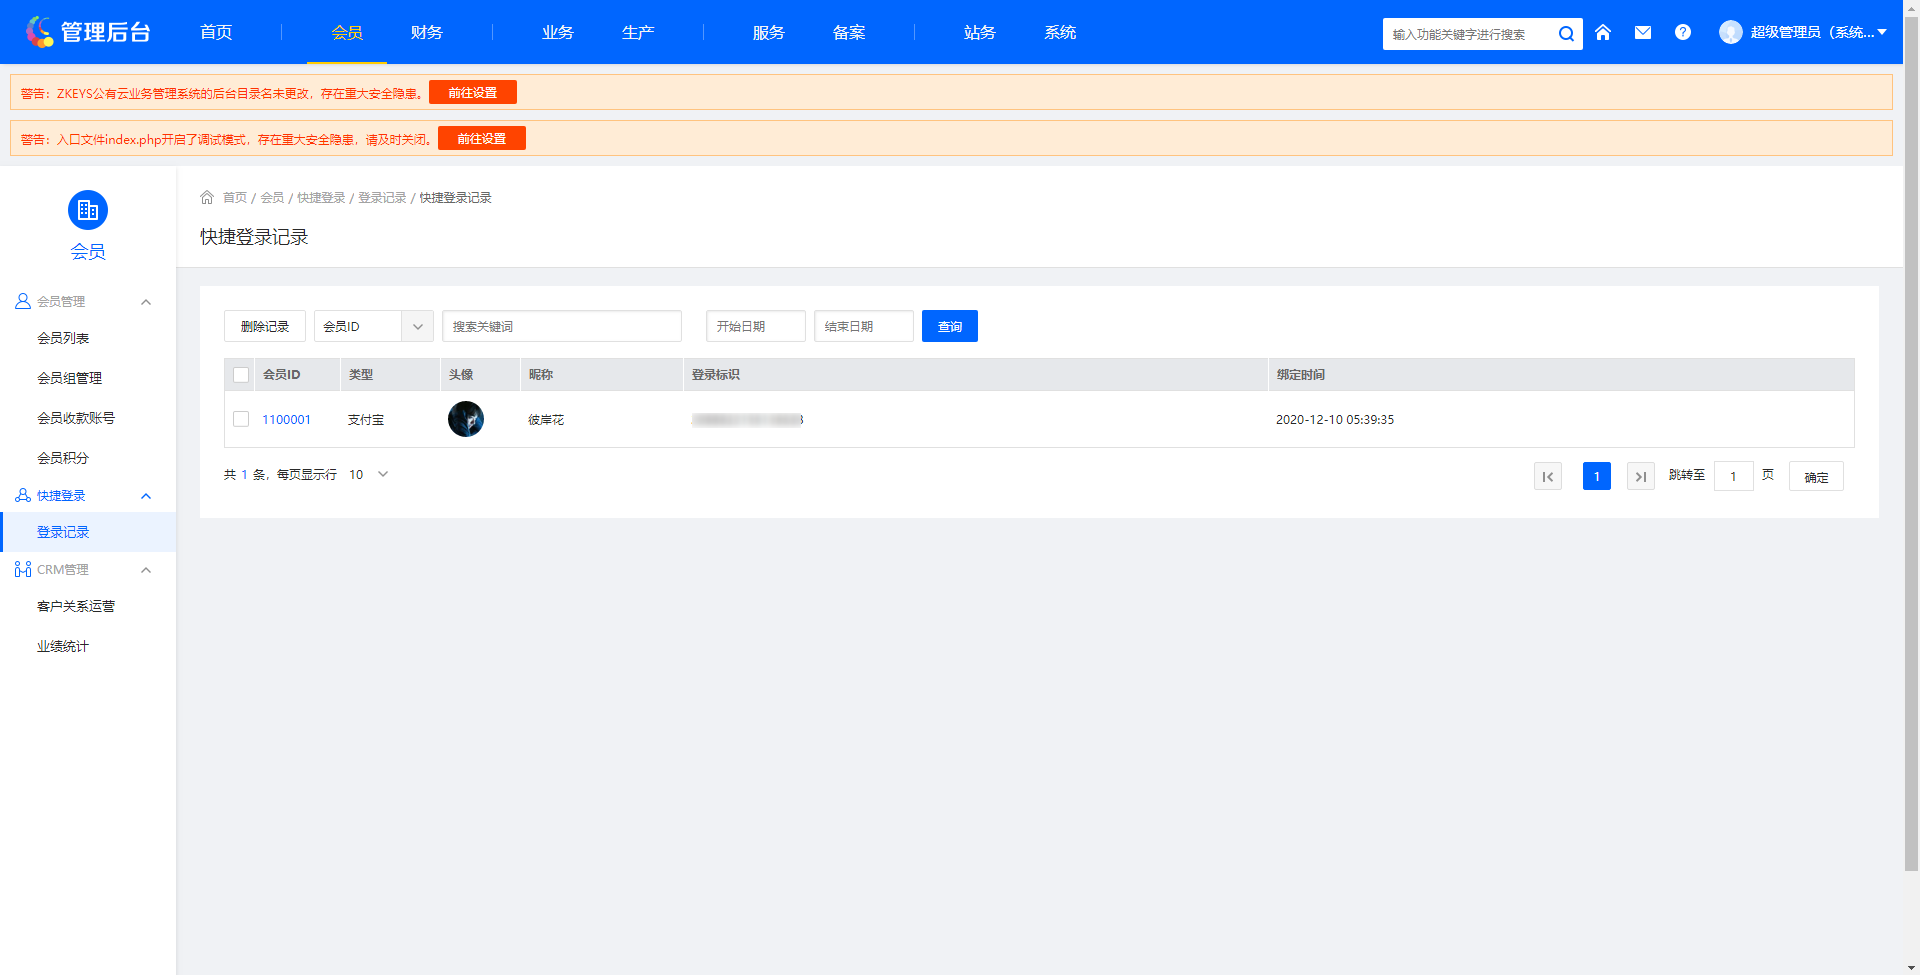 管理后台 首页 会员 财务 业务 生产 服务 备案 站务 系统 输入功能关键字进行搜索 超级管理员（系统...
警告：ZKEYS公有云业务管理系统的后台目录名未更改，存在重大安全隐患。 前往设置
警告：入口文件index.php开启了调试模式，存在重大安全隐患，请及时关闭。 前往设置
会员
会员管理
会员列表
会员组管理
会员收款账号
会员积分
快捷登录
登录记录
CRM管理
客户关系运营
业绩统计
首页 / 会员 / 快捷登录 / 登录记录 / 快捷登录记录
快捷登录记录
删除记录 会员ID 搜索关键词 开始日期 结束日期 查询
会员ID 类型 头像 昵称 登录标识 绑定时间
1100001 支付宝 彼岸花 2020-12-10 05:39:35
共 1 条，每页显示行 10 1 跳转至 1 页 确定